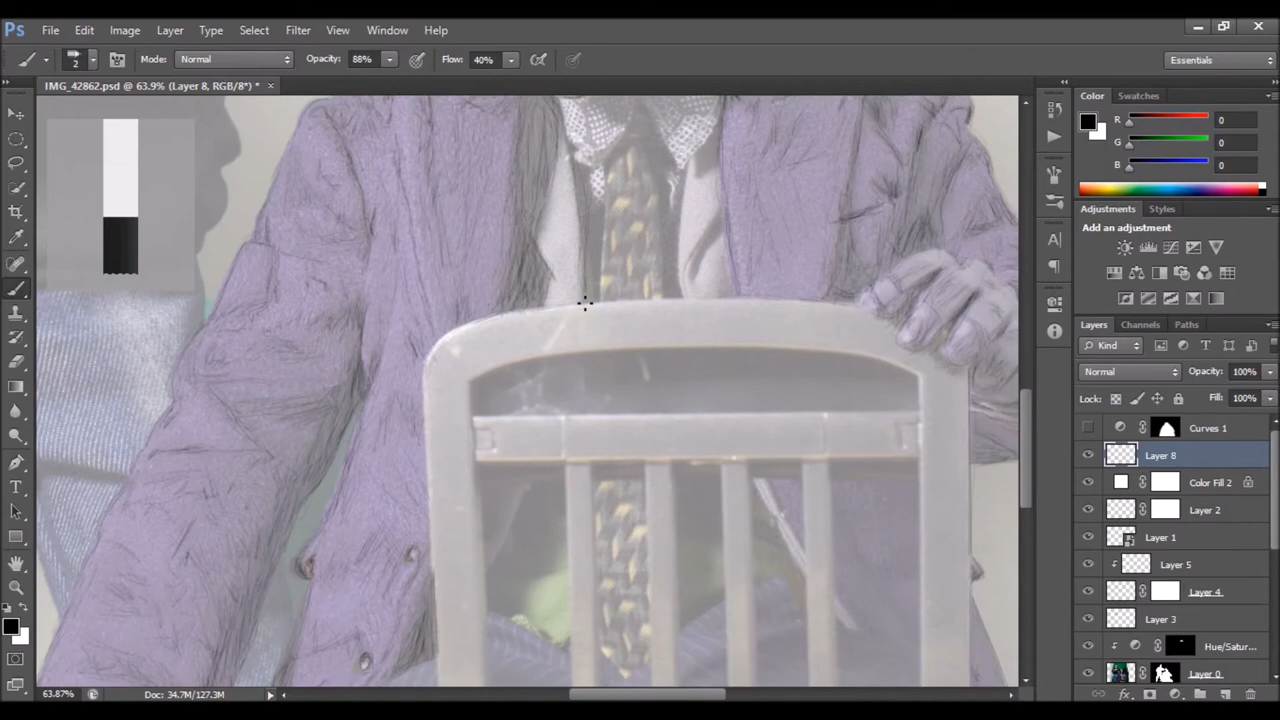 Ps File Edit Image Layer Type Select Filter View Window Help
2 Mode: Normal Opacity: 88% Flow: 40% Essentials
IMG_42862.psd @ 63.9% (Layer 8, RGB/8*) * ×
Color Swatches
R 0
G 0
B 0
Adjustments Styles
Add an adjustment
Layers Channels Paths
Kind
Normal Opacity: 100%
Lock: Fill: 100%
Curves 1
Layer 8
Color Fill 2
Layer 2
Layer 1
Layer 5
Layer 4
Layer 3
Hue/Satur...
Layer 0
63.87% Doc: 34.7M/127.3M